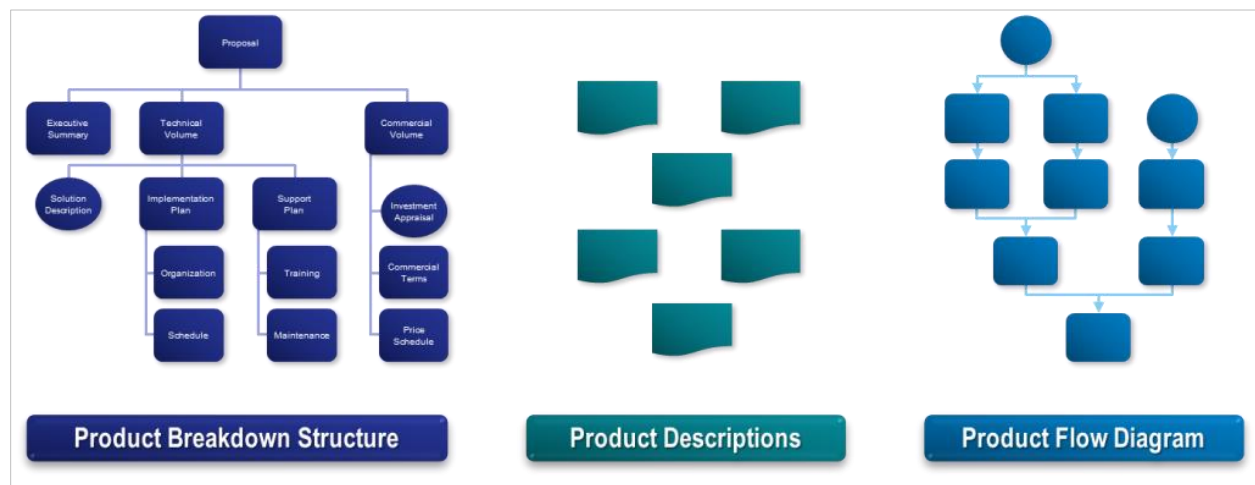 Proposal
Executive
Summary
Technical
Volume
Commercial
Volume
Solution
Description
Implementation
Plan
Support
Plan
Investment
Appraisal
Organization
Training
Commercial
Terms
Schedule
Maintenance
Price
Schedule
Product Breakdown Structure
Product Descriptions
Product Flow Diagram